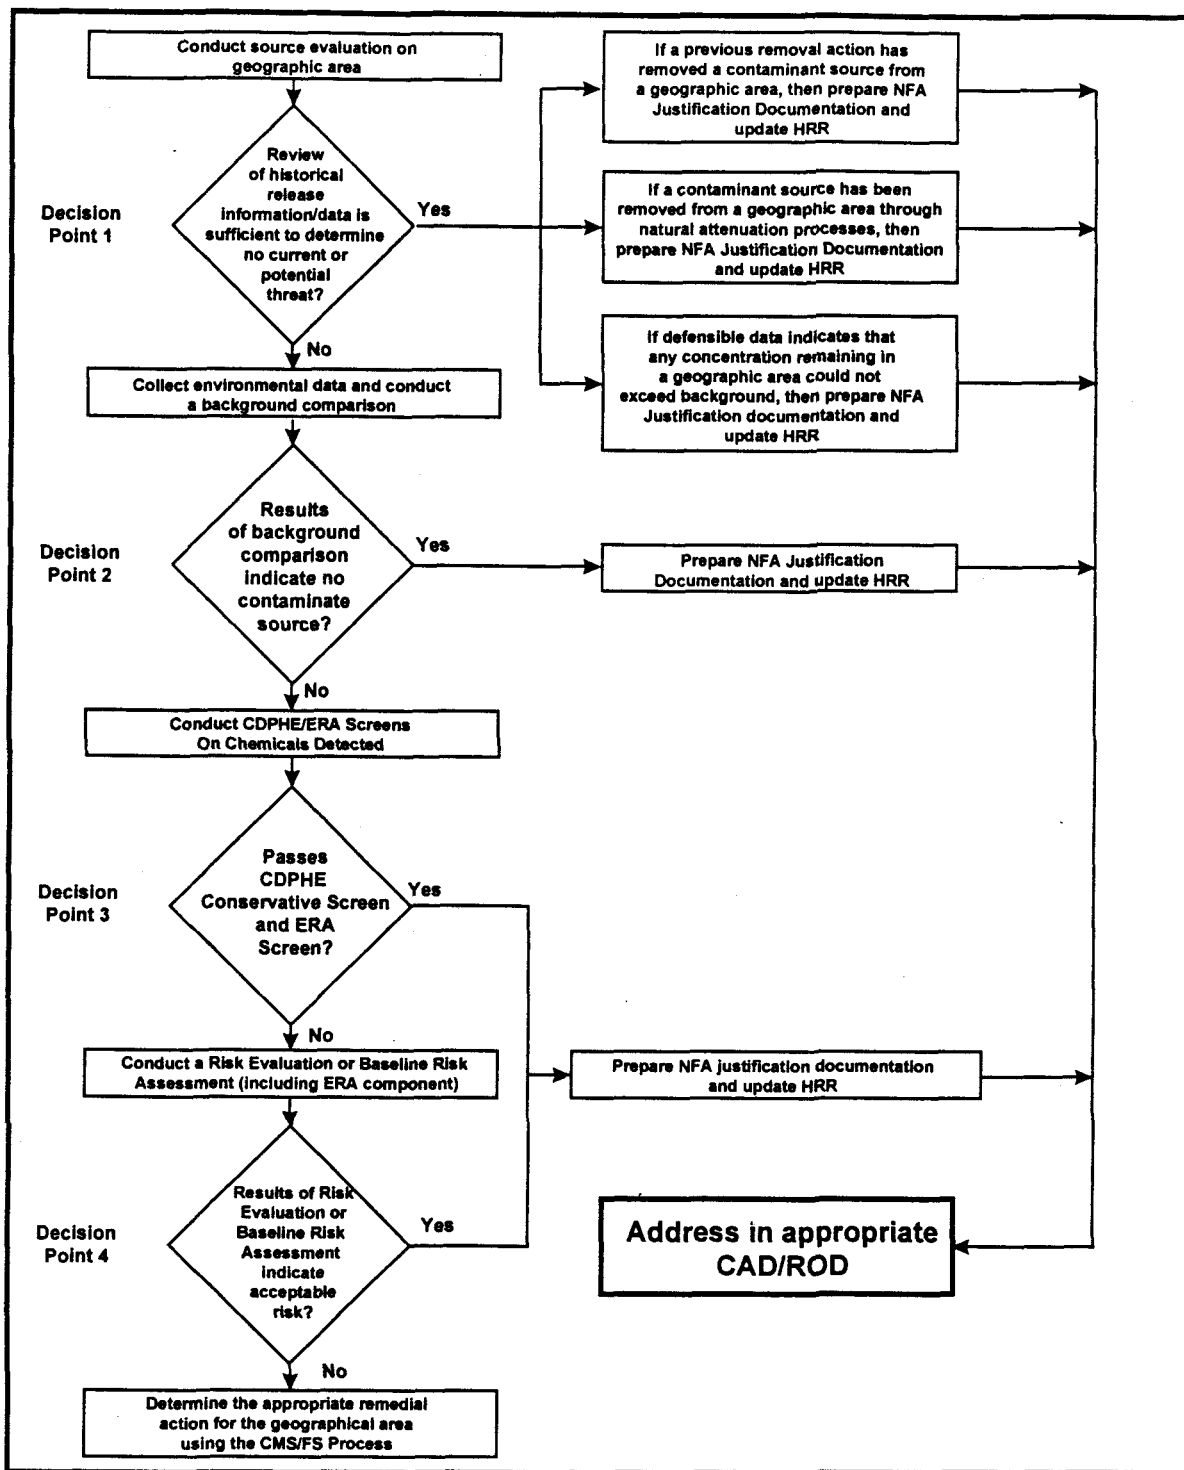 Conduct source evaluation on
geographic area
If a previous removal action has
removed a contaminant source from
a geographic area, then prepare NFA
Justification Documentation and
update HRR
Decision
Point 1
Review
of historical
release
information/data is
sufficient to determine
no current or
potential
threat?
Yes
If a contaminant source has been
removed from a geographic area through
natural attenuation processes, then
prepare NFA Justification Documentation
and update HRR
No
If defensible data indicates that
any concentration remaining in
a geographic area could not
exceed background, then prepare NFA
Justification documentation and
update HRR
Collect environmental data and conduct
a background comparison
Decision
Point 2
Results
of background
comparison
indicate no
contaminate
source?
Yes
Prepare NFA Justification
Documentation and update HRR
No
Conduct CDPHE/ERA Screens
On Chemicals Detected
Decision
Point 3
Passes
CDPHE
Conservative Screen
and ERA
Screen?
Yes
No
Conduct a Risk Evaluation or Baseline Risk
Assessment (including ERA component)
Prepare NFA justification documentation
and update HRR
Decision
Point 4
Results of Risk
Evaluation or
Baseline Risk
Assessment
indicate
acceptable
risk?
Yes
Address in appropriate
CAD/ROD
No
Determine the appropriate remedial
action for the geographical area
using the CMS/FS Process